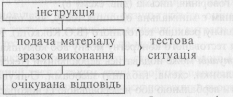 інструкція
подача матеріалу
зразок виконання
тестова
ситуація
очікувана відповідь